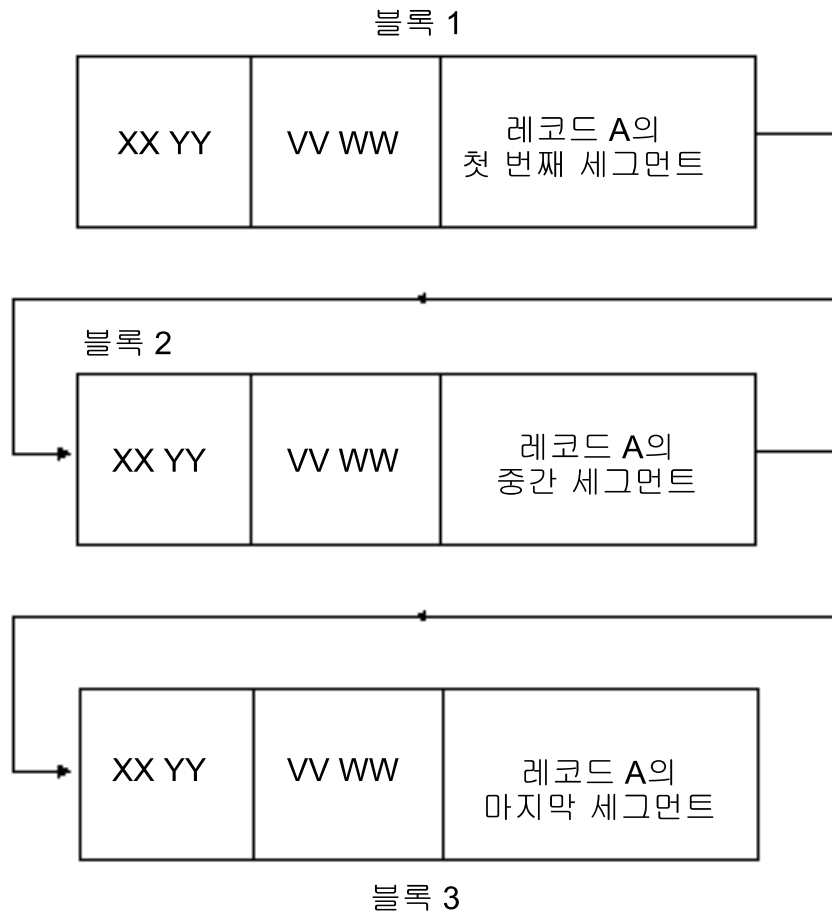 블록 1
XX YY
VV WW
레코드 A의
첫 번째 세그먼트
블록 2
XX YY
VV WW
레코드 A의
중간 세그먼트
XX YY
VV WW
레코드 A의
마지막 세그먼트
블록 3